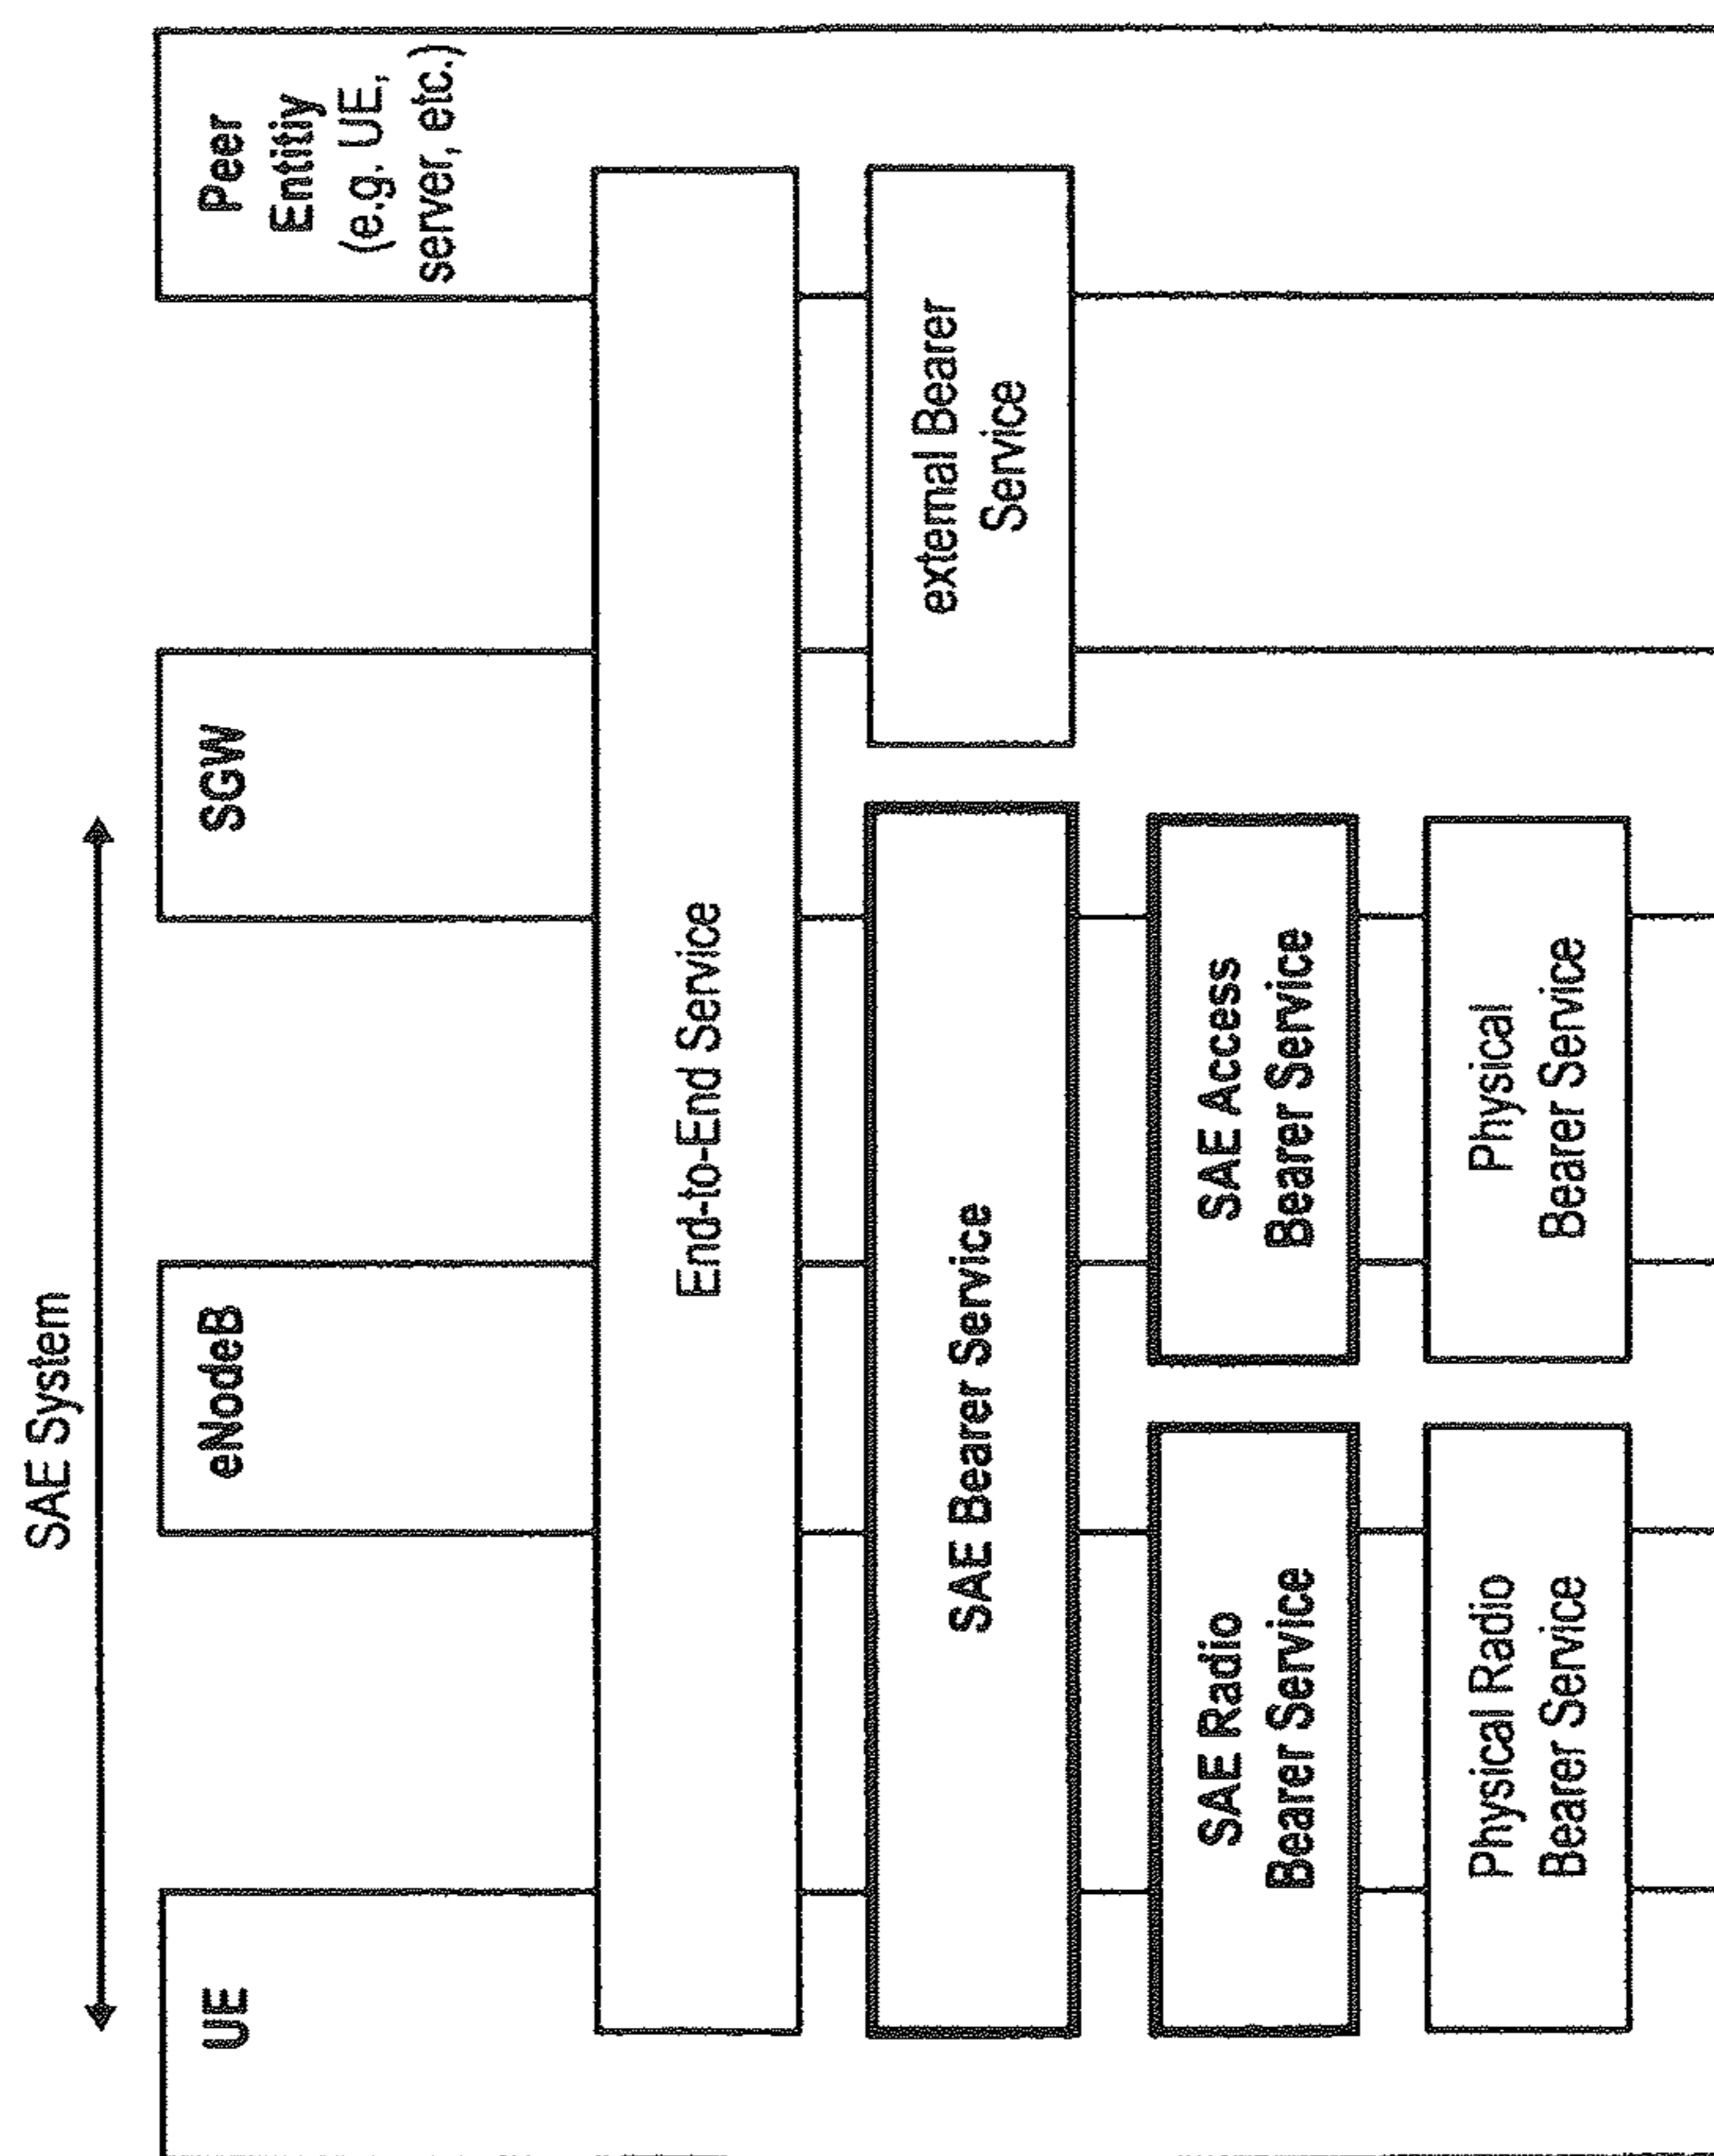 SAE System
UE
eNodeB
SGW
Peer
Entitiy
(e.g. UE,
server, etc.)
End-to-End Service
SAE Bearer Service
external Bearer
Service
SAE Radio
Bearer Service
SAE Access
Bearer Service
Physical Radio
Bearer Service
Physical
Bearer Service